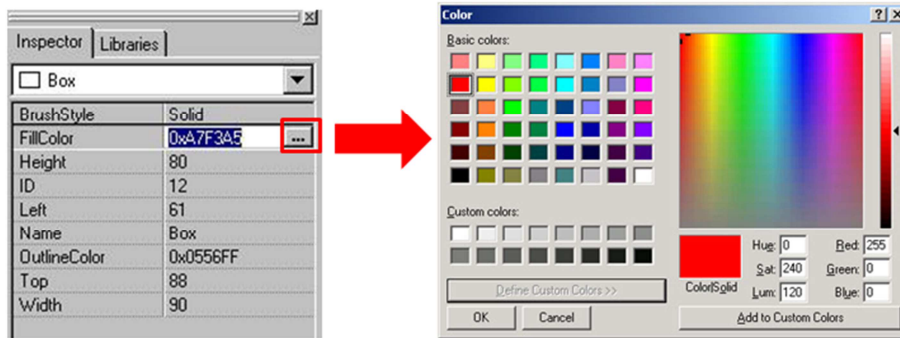 Inspector Libraries
Box
BrushStyle Solid
FillColor 0xA7F3A5 ...
Height 80
ID 12
Left 61
Name Box
OutlineColor 0x0556FF
Top 88
Width 90
Color
Basic colors:
Custom colors:
Define Custom Colors >>
OK Cancel
Color|Solid
Hue: 0 Red: 255
Sat: 240 Green: 0
Lum: 120 Blue: 0
Add to Custom Colors